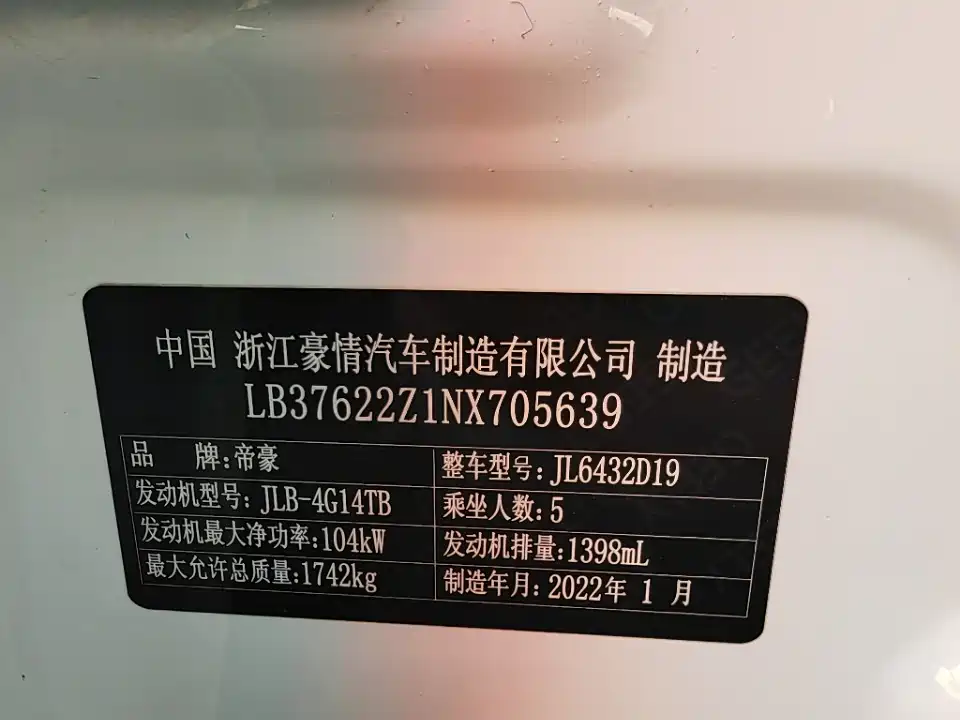 中国 浙江豪情汽车制造有限公司 制造
LB37622Z1NX705639
品 牌:帝豪 整车型号:JL6432D19
发动机型号: JLB-4G14TB 乘坐人数:5
发动机最大净功率:104kW 发动机排量:1398mL
最大允许总质量:1742kg 制造年月: 2022年 1 月